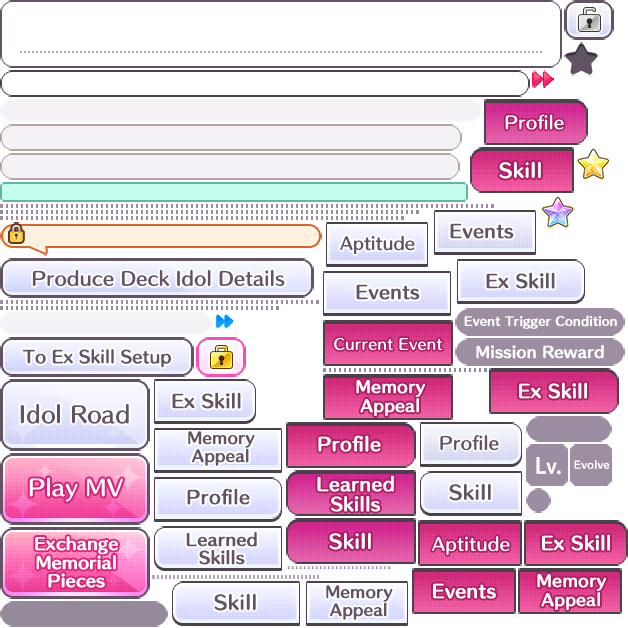 Profile
Skill
Events
Aptitude
Produce Deck Idol Details
Ex Skill
Events
Event Trigger Condition
Current Event
Mission Reward
To Ex Skill Setup
Memory
Appeal
Ex Skill
Idol Road
Ex Skill
Memory
Appeal
Profile
Profile
Play MV
Profile
Learned
Skills
Skill
Lv.
Evolve
Exchange
Memorial
Pieces
Learned
Skills
Skill
Aptitude
Ex Skill
Skill
Memory
Appeal
Events
Memory
Appeal